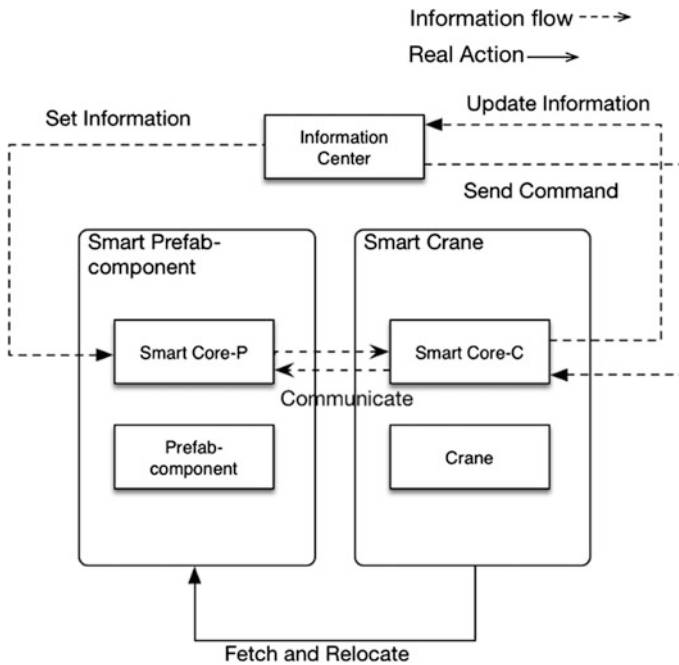 Information flow
Real Action
Update Information
Set Information
Information
Center
Send Command
Smart Prefab-
component
Smart Crane
Smart Core-P
Smart Core-C
Communicate
Prefab-
component
Crane
Fetch and Relocate